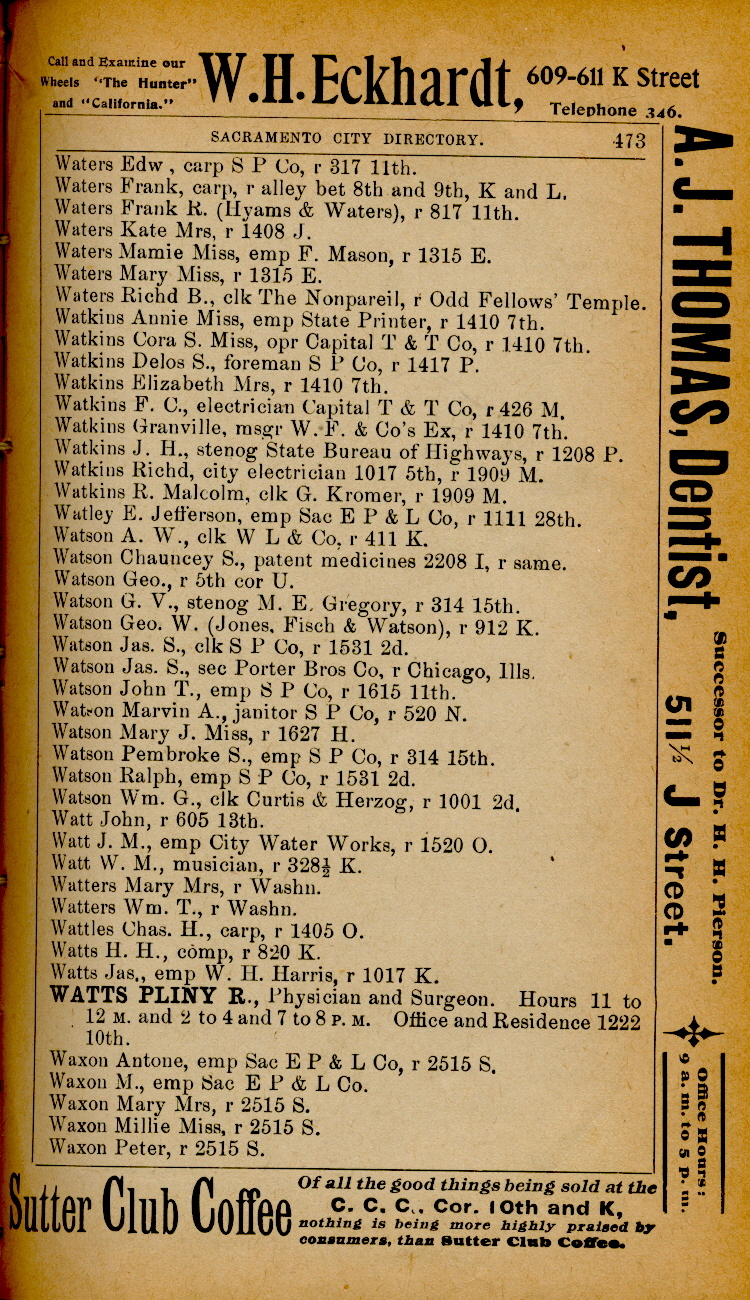 Call and Examine our
Wheels "The Hunter"
and "California."
W.H.Eckhardt,
609-611 K Street
Telephone 346.
SACRAMENTO CITY DIRECTORY. 473
Waters Edw , carp S P Co, r 317 11th.
Waters Frank, carp, r alley bet 8th and 9th, K and L.
Waters Frank R. (Hyams & Waters), r 817 11th.
Waters Kate Mrs, r 1408 J.
Waters Mamie Miss, emp F. Mason, r 1315 E.
Waters Mary Miss, r 1315 E.
Waters Richd B., clk The Nonpareil, r Odd Fellows' Temple.
Watkins Annie Miss, emp State Printer, r 1410 7th.
Watkins Cora S. Miss, opr Capital T & T Co, r 1410 7th.
Watkins Delos S., foreman S P Co, r 1417 P.
Watkins Elizabeth Mrs, r 1410 7th.
Watkins F. C., electrician Capital T & T Co, r 426 M.
Watkins Granville, msgr W. F. & Co's Ex, r 1410 7th.
Watkins J. H., stenog State Bureau of Highways, r 1208 P.
Watkins Richd, city electrician 1017 5th, r 1909 M.
Watkins R. Malcolm, clk G. Kromer, r 1909 M.
Watley E. Jefferson, emp Sac E P & L Co, r 1111 28th.
Watson A. W., clk W L & Co, r 411 K.
Watson Chauncey S., patent medicines 2208 I, r same.
Watson Geo., r 5th cor U.
Watson G. V., stenog M. E. Gregory, r 314 15th.
Watson Geo. W. (Jones, Fisch & Watson), r 912 K.
Watson Jas. S., clk S P Co, r 1531 2d.
Watson Jas. S., sec Porter Bros Co, r Chicago, Ills.
Watson John T., emp S P Co, r 1615 11th.
Watson Marvin A., janitor S P Co, r 520 N.
Watson Mary J. Miss, r 1627 H.
Watson Pembroke S., emp S P Co, r 314 15th.
Watson Ralph, emp S P Co, r 1531 2d.
Watson Wm. G., clk Curtis & Herzog, r 1001 2d.
Watt John, r 605 13th.
Watt J. M., emp City Water Works, r 1520 O.
Watt W. M., musician, r 328½ K.
Watters Mary Mrs, r Washn.
Watters Wm. T., r Washn.
Wattles Chas. H., carp, r 1405 O.
Watts H. H., comp, r 820 K.
Watts Jas., emp W. H. Harris, r 1017 K.
WATTS PLINY R., Physician and Surgeon. Hours 11 to
12 M. and 2 to 4 and 7 to 8 P. M. Office and Residence 1222
10th.
Waxon Antone, emp Sac E P & L Co, r 2515 S.
Waxon M., emp Sac E P & L Co.
Waxon Mary Mrs, r 2515 S.
Waxon Millie Miss, r 2515 S.
Waxon Peter, r 2515 S.
A. J. THOMAS, Dentist, 511½ J Street.
Successor to Dr. H. H. Pierson.
Office Hours:
9 a. m. to 5 p. m.
Sutter Club Coffee
Of all the good things being sold at the
C. C. C., Cor. 10th and K,
nothing is being more highly praised by
consumers, than Sutter Club Coffee.